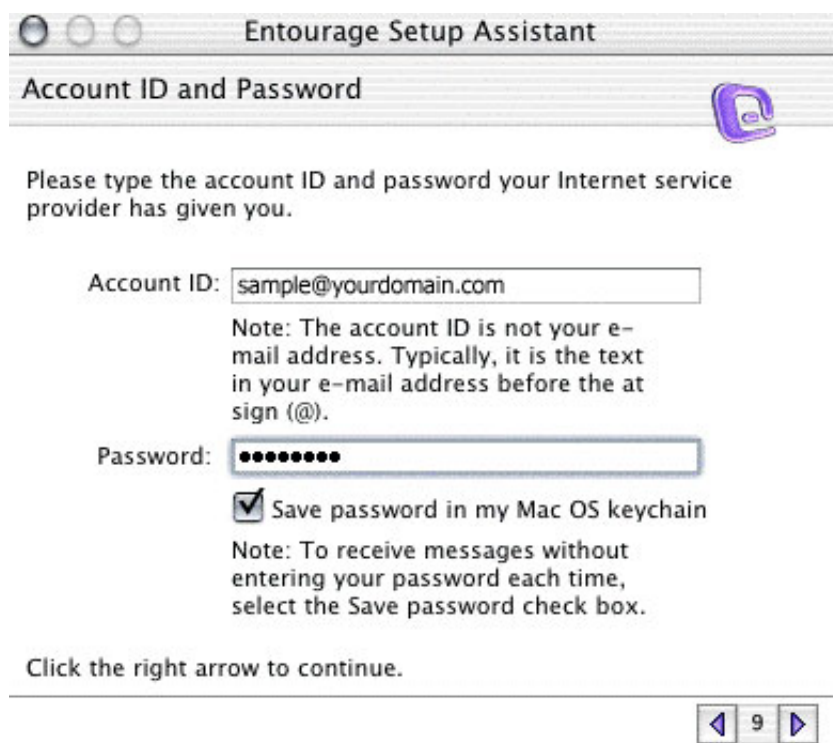 Entourage Setup Assistant
Account ID and Password
Please type the account ID and password your Internet service
provider has given you.
Account ID: sample@yourdomain.com
Note: The account ID is not your e-
mail address. Typically, it is the text
in your e-mail address before the at
sign (@).
Password: ••••••••
Save password in my Mac OS keychain
Note: To receive messages without
entering your password each time,
select the Save password check box.
Click the right arrow to continue.
9